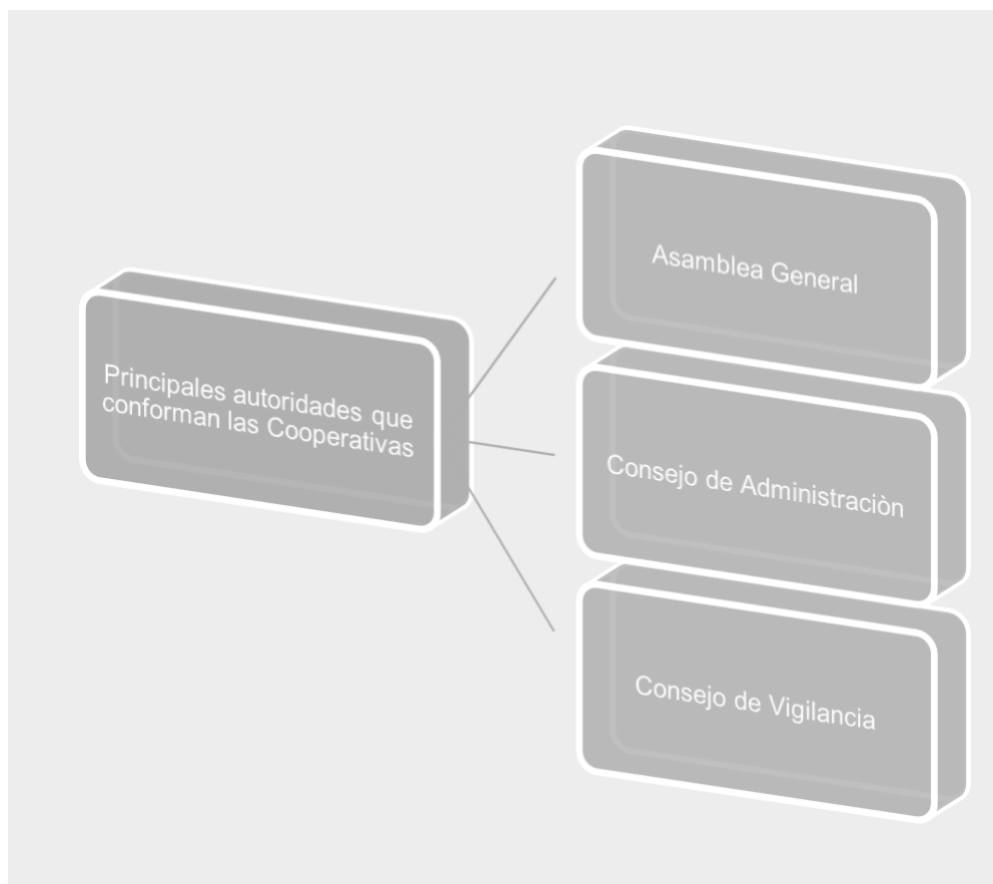 Principales autoridades que
conforman las Cooperativas
Asamblea General
Consejo de Administraciòn
Consejo de Vigilancia